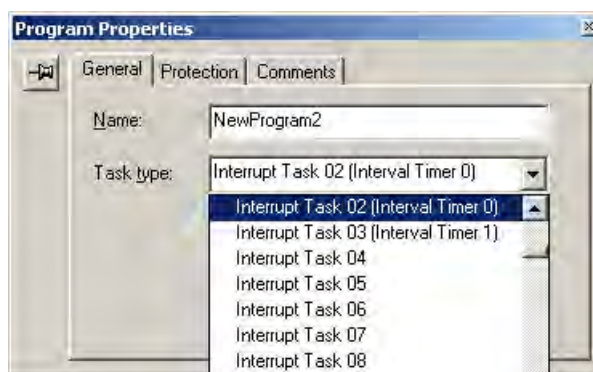 Program Properties
General Protection Comments
Name: NewProgram2
Task type: Interrupt Task 02 (Interval Timer 0)
Interrupt Task 02 (Interval Timer 0)
Interrupt Task 03 (Interval Timer 1)
Interrupt Task 04
Interrupt Task 05
Interrupt Task 06
Interrupt Task 07
Interrupt Task 08